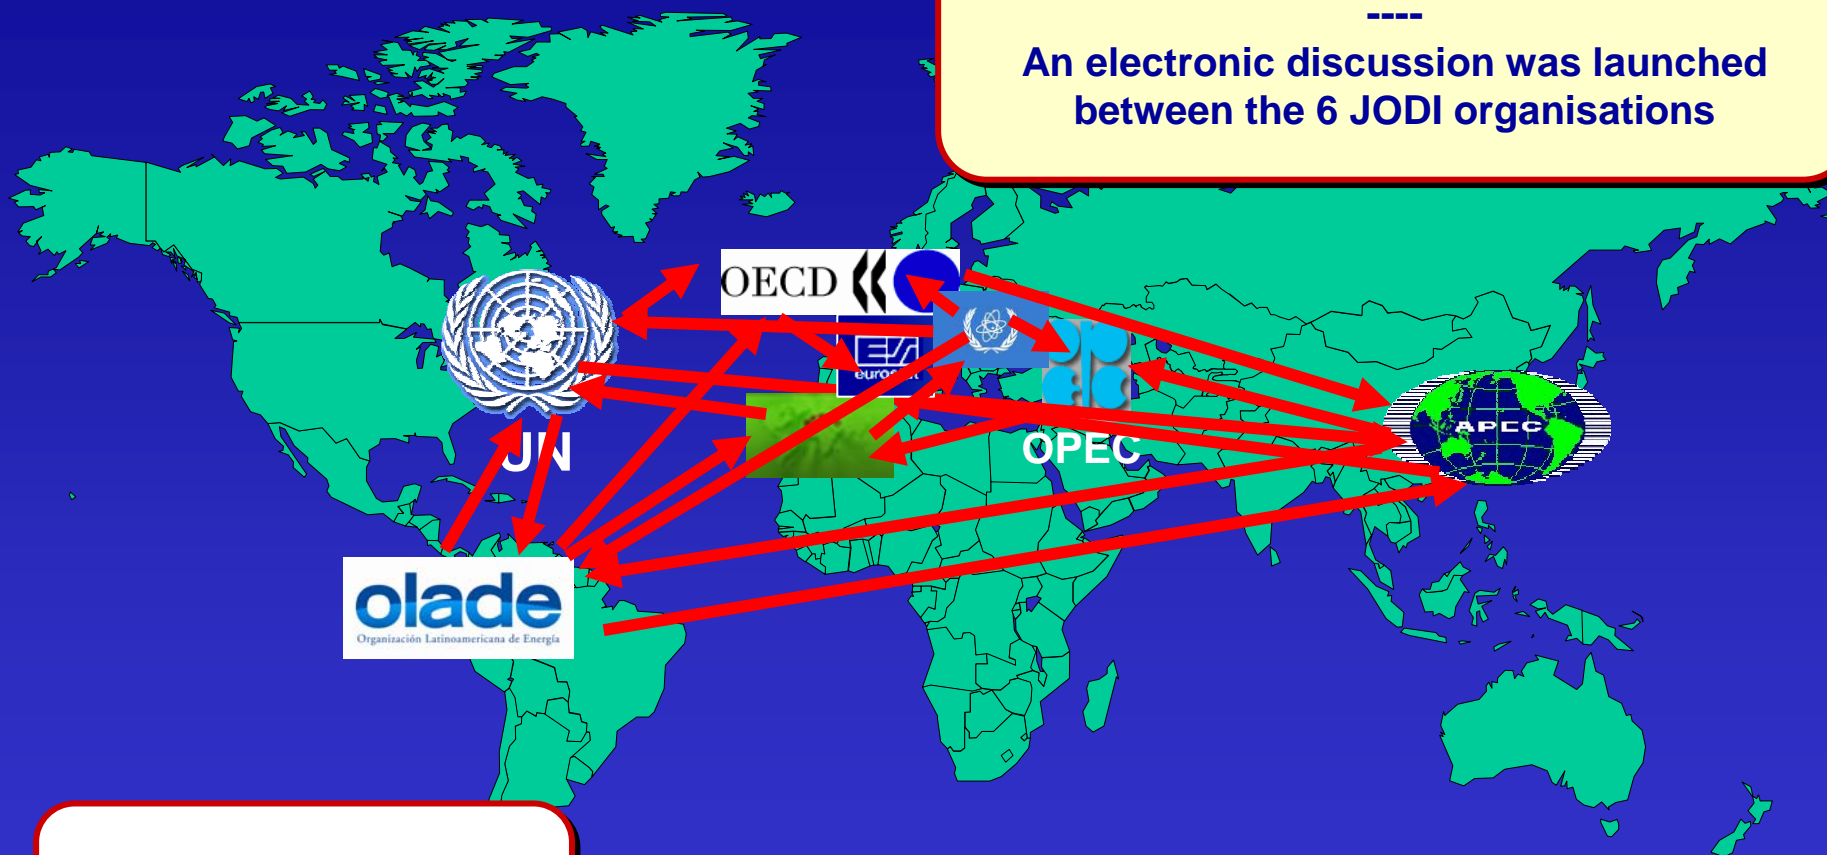 ----
An electronic discussion was launched
between the 6 JODI organisations
OECD
eurostat
APEC
UN
OPEC
olade
Organización Latinoamericana de Energía